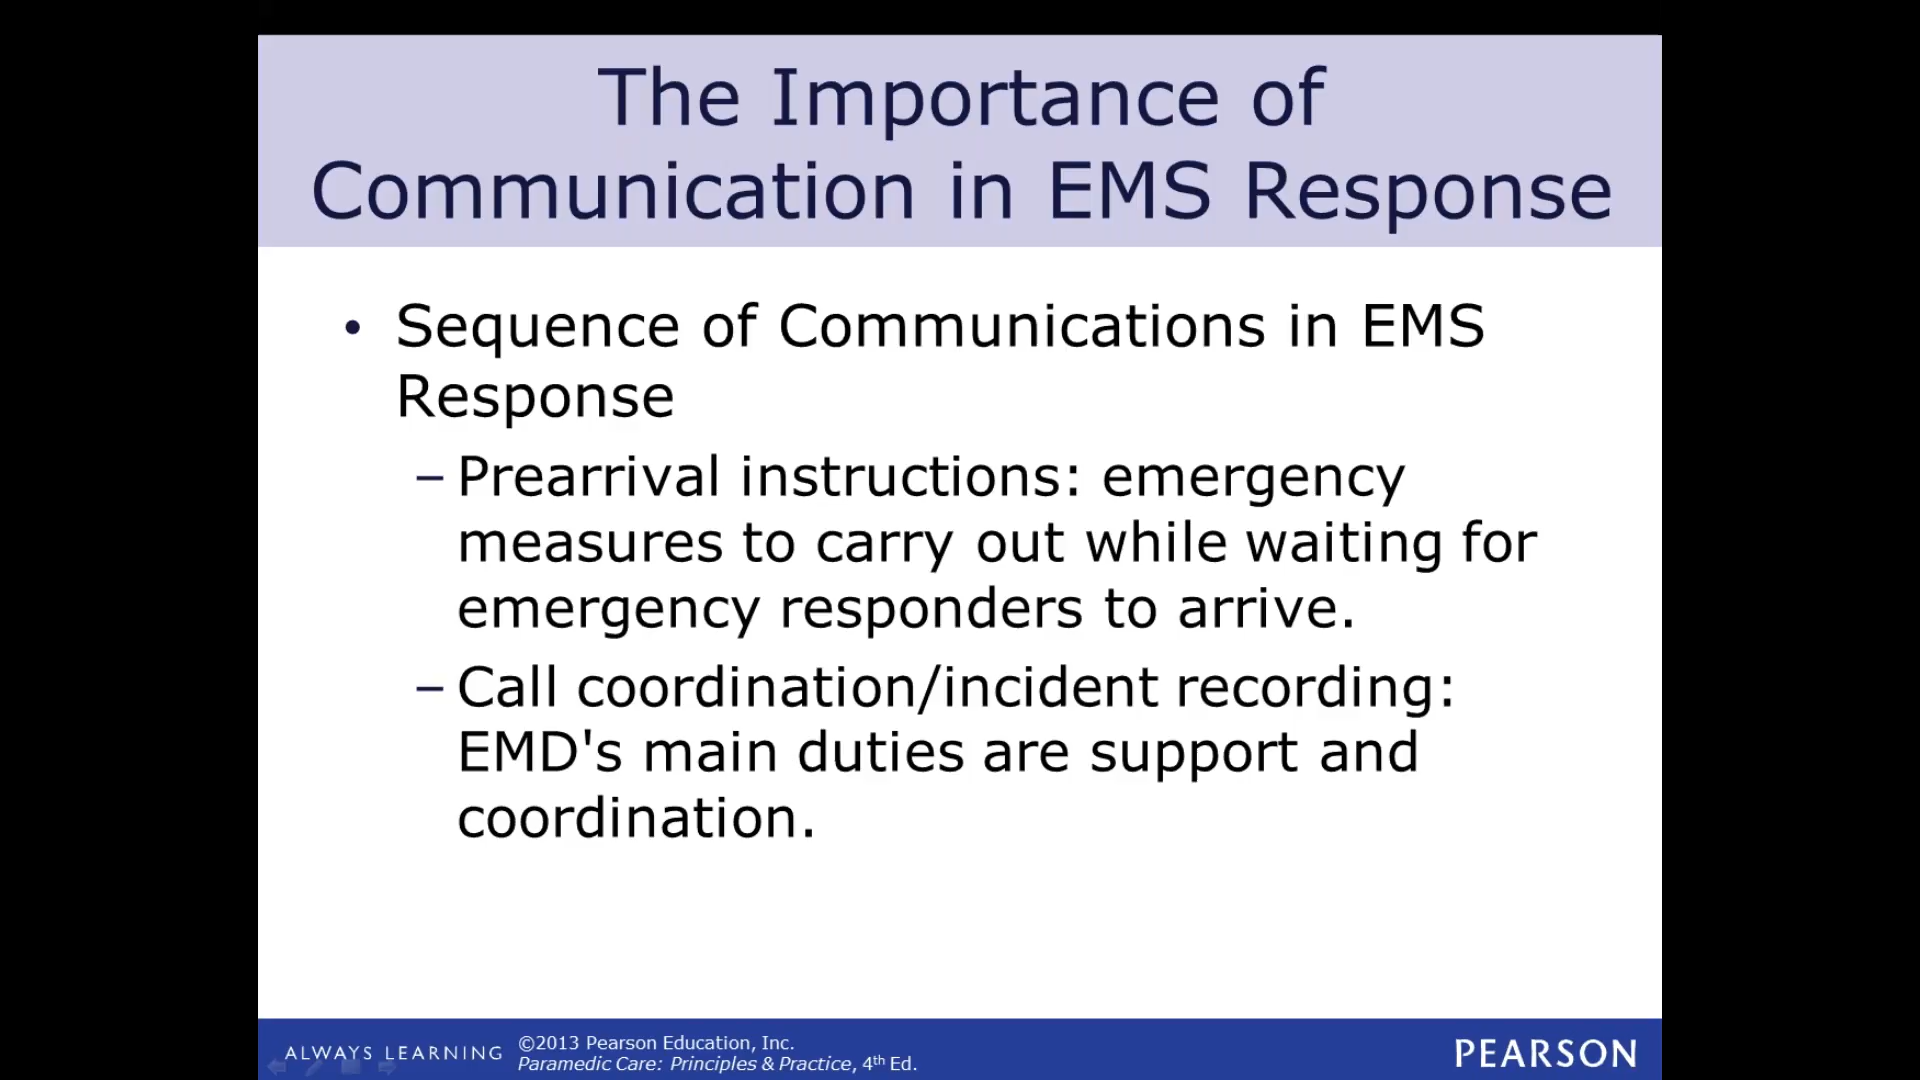 The Importance of
Communication in EMS Response
• Sequence of Communications in EMS
Response
– Prearrival instructions: emergency
measures to carry out while waiting for
emergency responders to arrive.
– Call coordination/incident recording:
EMD's main duties are support and
coordination.
ALWAYS LEARNING
©2013 Pearson Education, Inc.
Paramedic Care: Principles & Practice, 4th Ed.
PEARSON